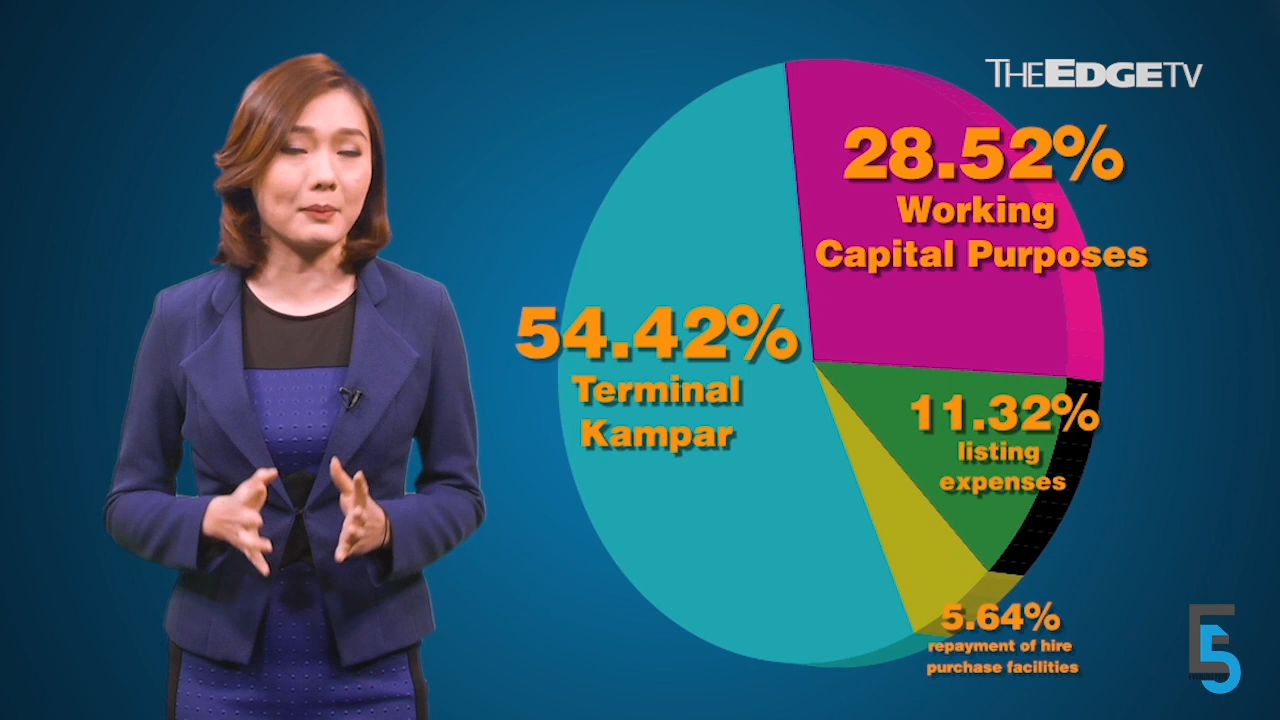 THEEDGETV
28.52%
Working
Capital Purposes
54.42%
Terminal
Kampar
11.32%
listing
expenses
5.64%
repayment of hire
purchase facilities
E5